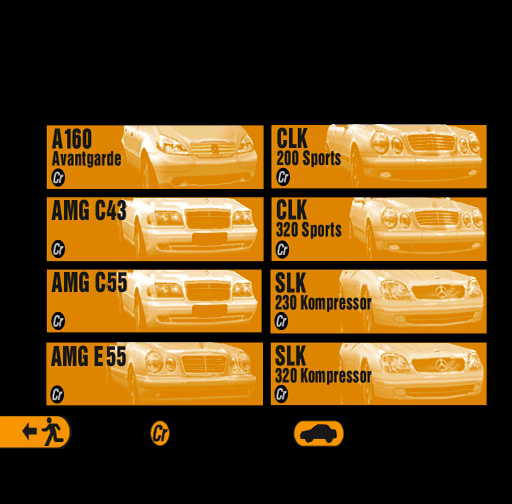 A160
Avantgarde
Cr
CLK
200 Sports
Cr
AMG C43
Cr
CLK
320 Sports
Cr
AMG C55
Cr
SLK
230 Kompressor
Cr
AMG E55
Cr
SLK
320 Kompressor
Cr
Cr